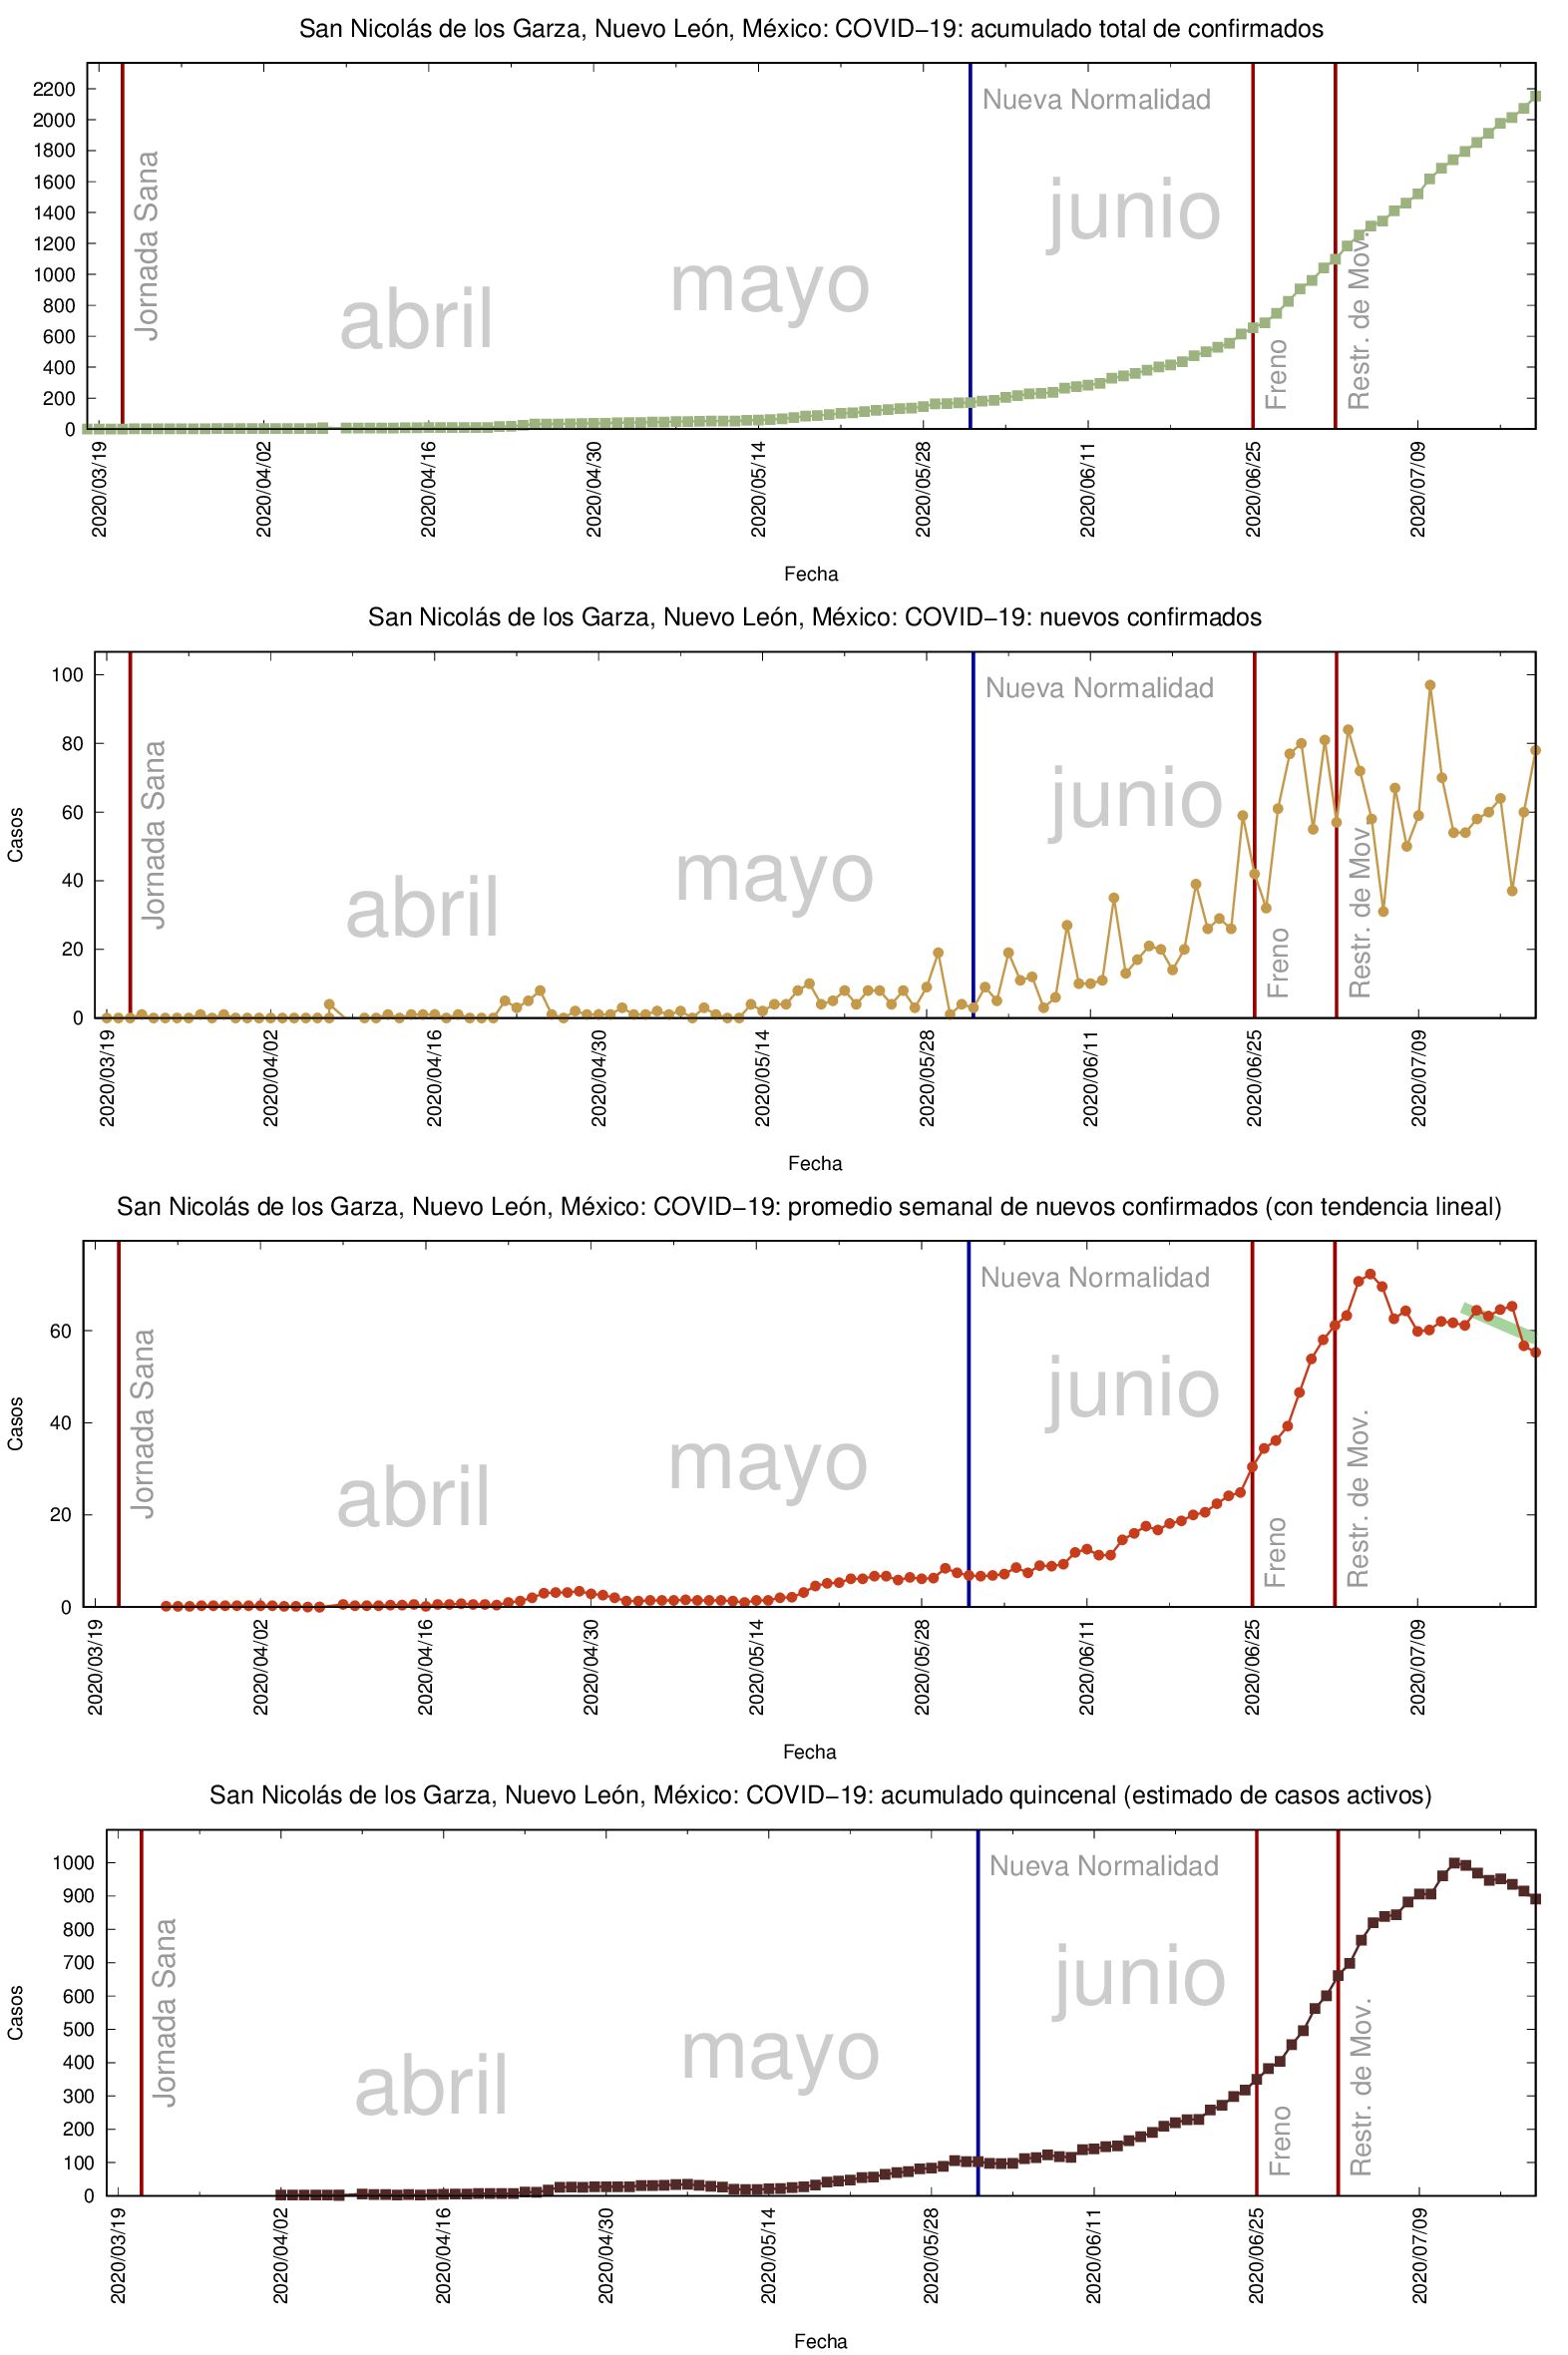 San Nicolás de los Garza, Nuevo León, México: COVID−19: acumulado total de confirmados
2200
2000
1800
1600
1400
1200
1000
800
600
400
200
0
Jornada Sana
abril
mayo
Nueva Normalidad
junio
Freno
Restr. de Mov.
2020/03/19
2020/04/02
2020/04/16
2020/04/30
2020/05/14
2020/05/28
2020/06/11
2020/06/25
2020/07/09
Fecha
San Nicolás de los Garza, Nuevo León, México: COVID−19: nuevos confirmados
Casos
100
80
60
40
20
0
Jornada Sana
abril
mayo
Nueva Normalidad
junio
Freno
Restr. de Mov.
2020/03/19
2020/04/02
2020/04/16
2020/04/30
2020/05/14
2020/05/28
2020/06/11
2020/06/25
2020/07/09
Fecha
San Nicolás de los Garza, Nuevo León, México: COVID−19: promedio semanal de nuevos confirmados (con tendencia lineal)
Casos
60
40
20
0
Jornada Sana
abril
mayo
Nueva Normalidad
junio
Freno
Restr. de Mov.
2020/03/19
2020/04/02
2020/04/16
2020/04/30
2020/05/14
2020/05/28
2020/06/11
2020/06/25
2020/07/09
Fecha
San Nicolás de los Garza, Nuevo León, México: COVID−19: acumulado quincenal (estimado de casos activos)
Casos
1000
900
800
700
600
500
400
300
200
100
0
Jornada Sana
abril
mayo
Nueva Normalidad
junio
Freno
Restr. de Mov.
2020/03/19
2020/04/02
2020/04/16
2020/04/30
2020/05/14
2020/05/28
2020/06/11
2020/06/25
2020/07/09
Fecha